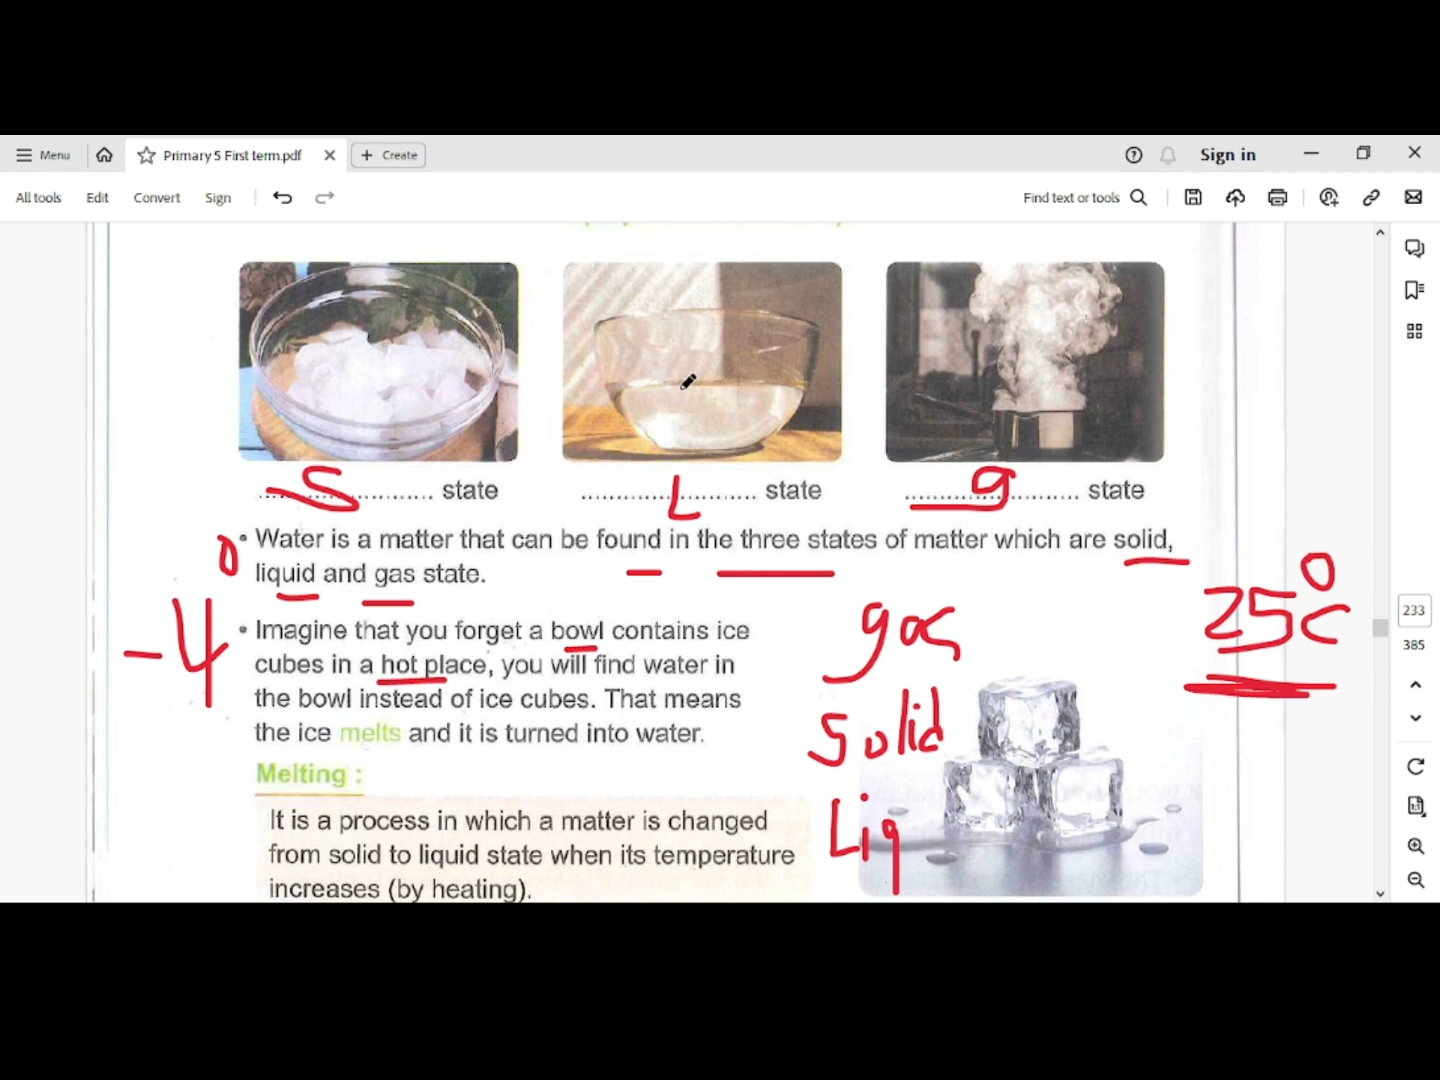 Menu
Primary 5 First term.pdf
Create
Sign in
All tools Edit Convert Sign
Find text or tools
S state L state g state
• Water is a matter that can be found in the three states of matter which are solid,
liquid and gas state.
0
-4
25°C
• Imagine that you forget a bowl contains ice
cubes in a hot place, you will find water in
the bowl instead of ice cubes. That means
the ice melts and it is turned into water.
gas
solid
Liq
Melting :
It is a process in which a matter is changed
from solid to liquid state when its temperature
increases (by heating).
233
385